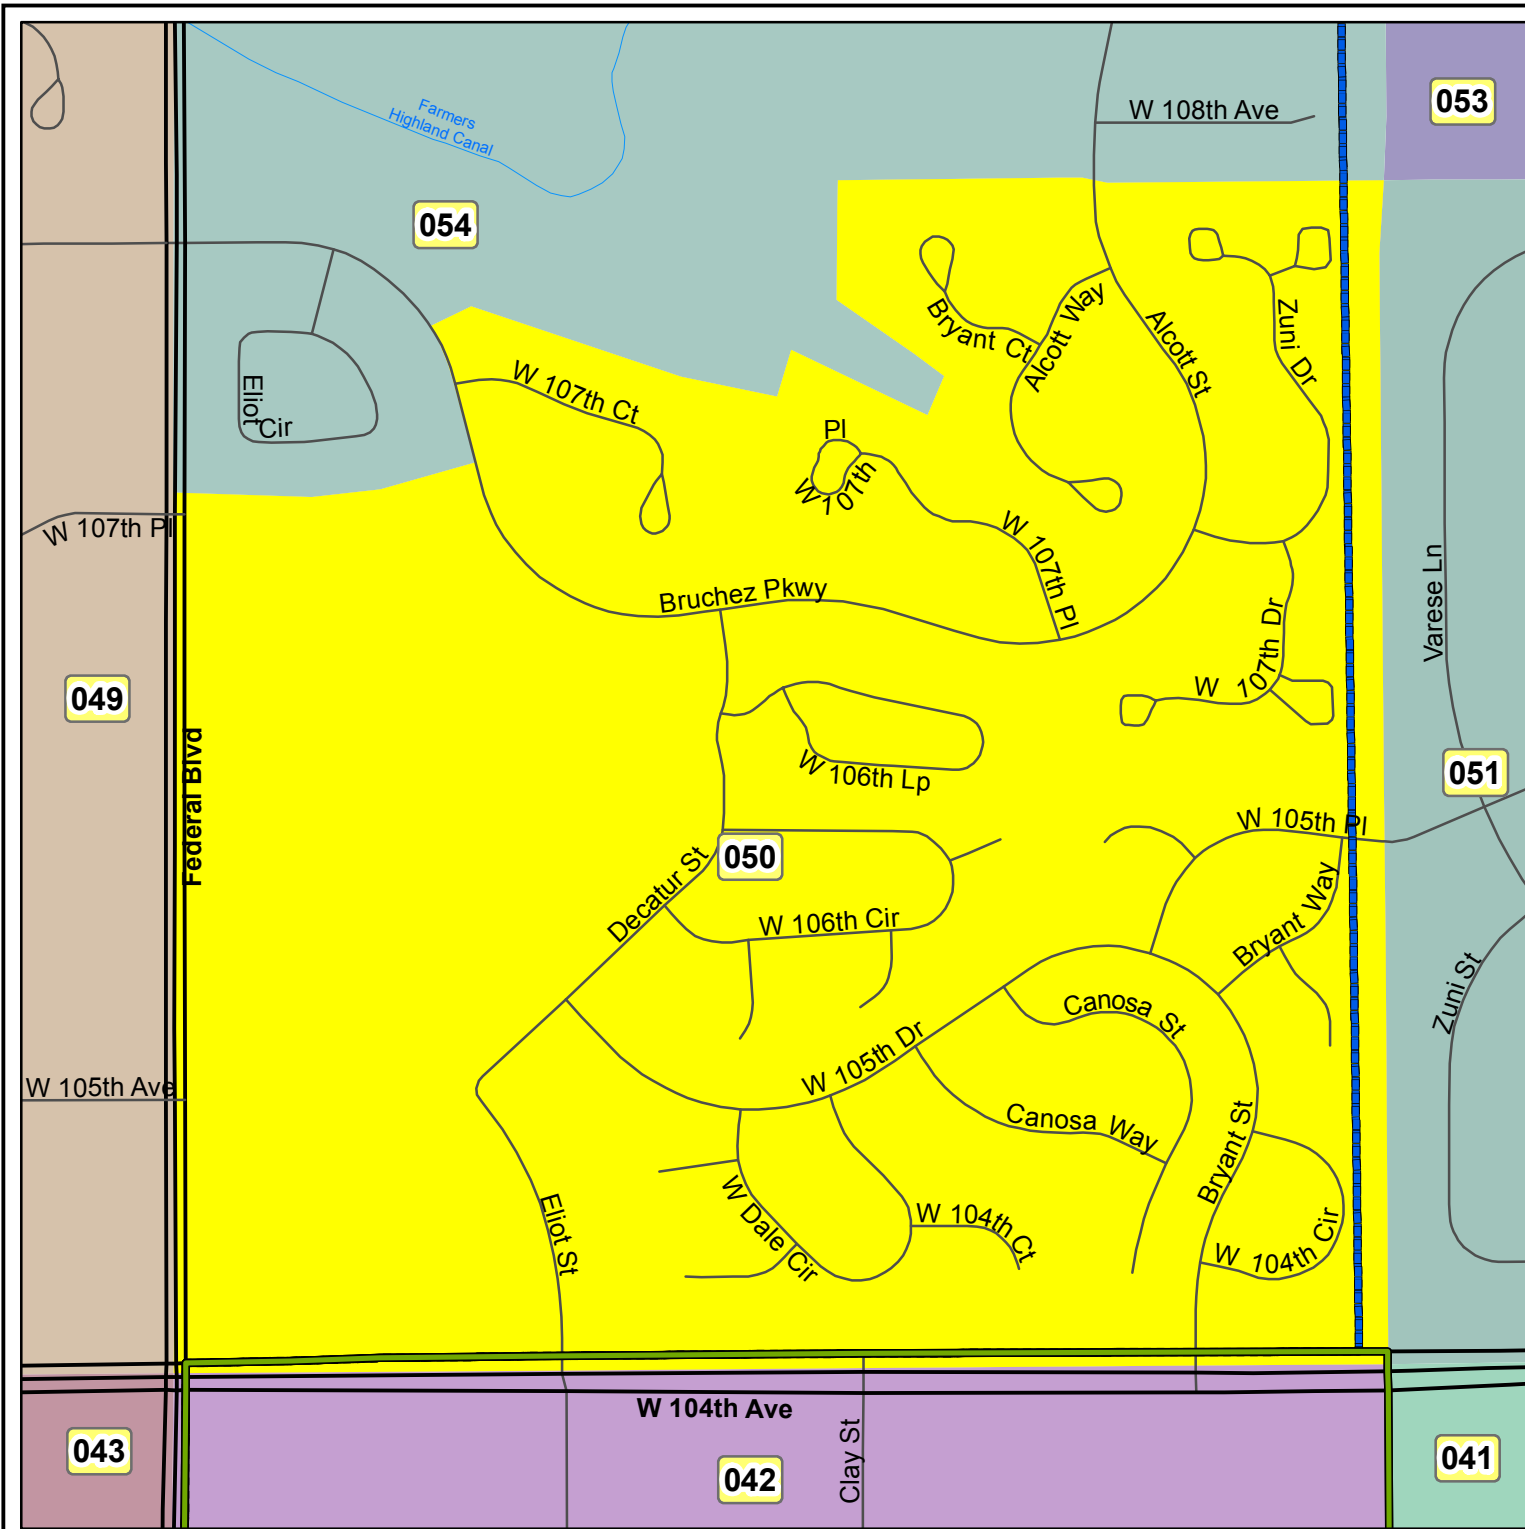 053
W 108th Ave
Farmers
Highland Canal
054
Bryant Ct
Alcott Way
Alcott St
Zuni Dr
W 107th Ct
Eliot
Cir
Pl
W 107th
W 107th Pl
W 107th Pl
Bruchez Pkwy
Varese Ln
W 107th Dr
049
Federal Blvd
W 106th Lp
051
W 105th Pl
050
Decatur St
W 106th Cir
Bryant Way
Zuni St
Canosa St
W 105th Dr
W 105th Ave
Canosa Way
Bryant St
W Dale Cir
Eliot St
W 104th Ct
W 104th Cir
W 104th Ave
043
042
Clay St
041